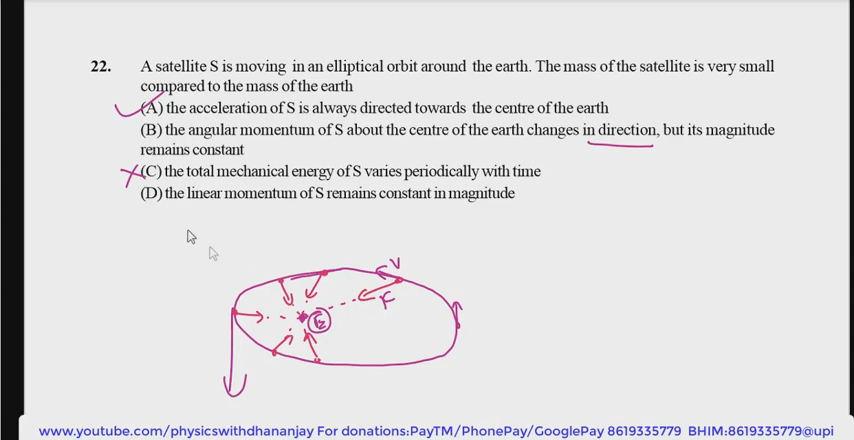 22. A satellite S is moving in an elliptical orbit around the earth. The mass of the satellite is very small
compared to the mass of the earth
(A) the acceleration of S is always directed towards the centre of the earth
(B) the angular momentum of S about the centre of the earth changes in direction, but its magnitude
remains constant
(C) the total mechanical energy of S varies periodically with time
(D) the linear momentum of S remains constant in magnitude
V
F
E
www.youtube.com/physicswithdhananjay For donations:PayTM/PhonePay/GooglePay 8619335779 BHIM:8619335779@upi